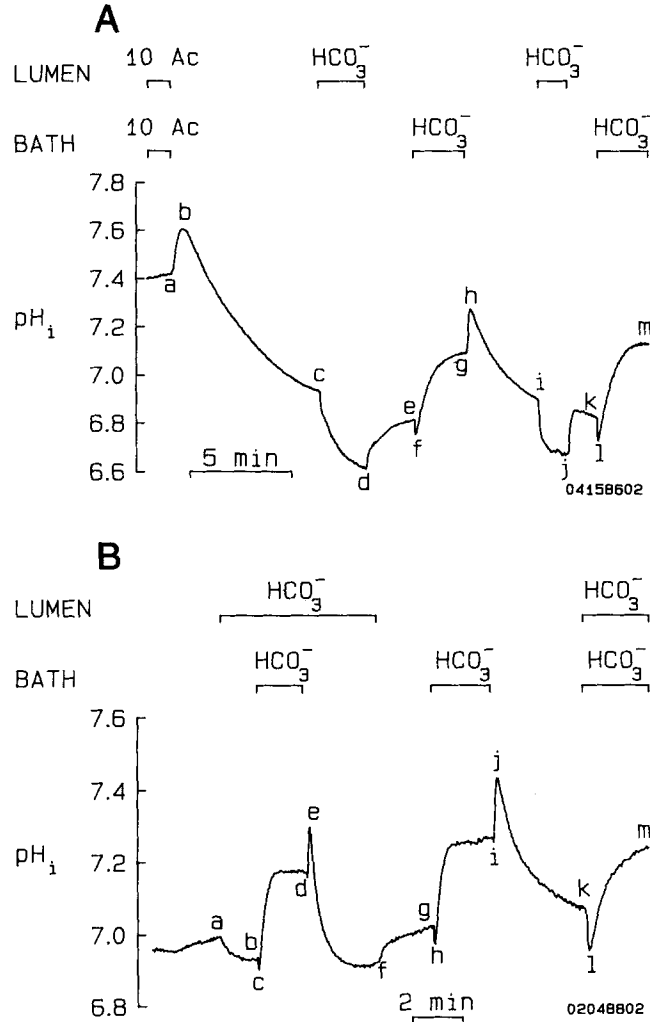 A
LUMEN 10 Ac HCO3- HCO3-
BATH 10 Ac HCO3- HCO3-
7.8
7.6
7.4
7.2
7.0
6.8
6.6
pHi
a b c d e f g h i j k l m
5 min
04158602
B
LUMEN HCO3- HCO3-
BATH HCO3- HCO3- HCO3-
7.6
7.4
7.2
7.0
6.8
pHi
a b c d e f g h i j k l m
2 min
02048802